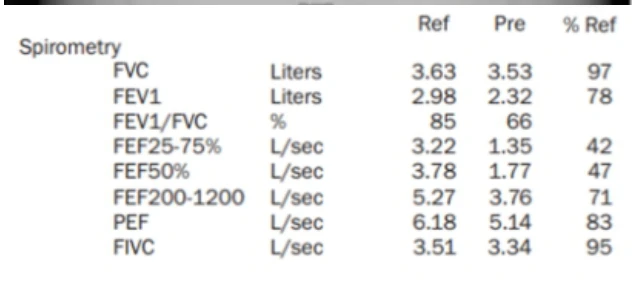 Ref Pre % Ref
Spirometry
FVC Liters 3.63 3.53 97
FEV1 Liters 2.98 2.32 78
FEV1/FVC % 85 66
FEF25-75% L/sec 3.22 1.35 42
FEF50% L/sec 3.78 1.77 47
FEF200-1200 L/sec 5.27 3.76 71
PEF L/sec 6.18 5.14 83
FIVC L/sec 3.51 3.34 95